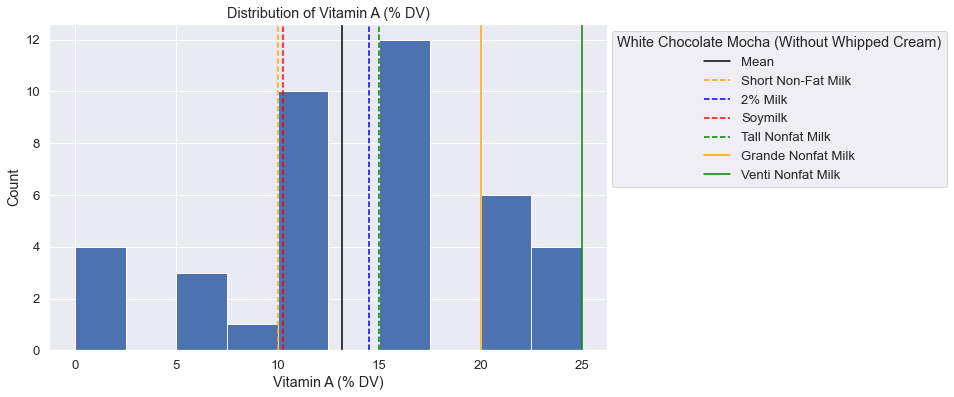 Distribution of Vitamin A (% DV)
White Chocolate Mocha (Without Whipped Cream)
Mean
Short Non-Fat Milk
2% Milk
Soymilk
Tall Nonfat Milk
Grande Nonfat Milk
Venti Nonfat Milk
Count
12
10
8
6
4
2
0
0 5 10 15 20 25
Vitamin A (% DV)